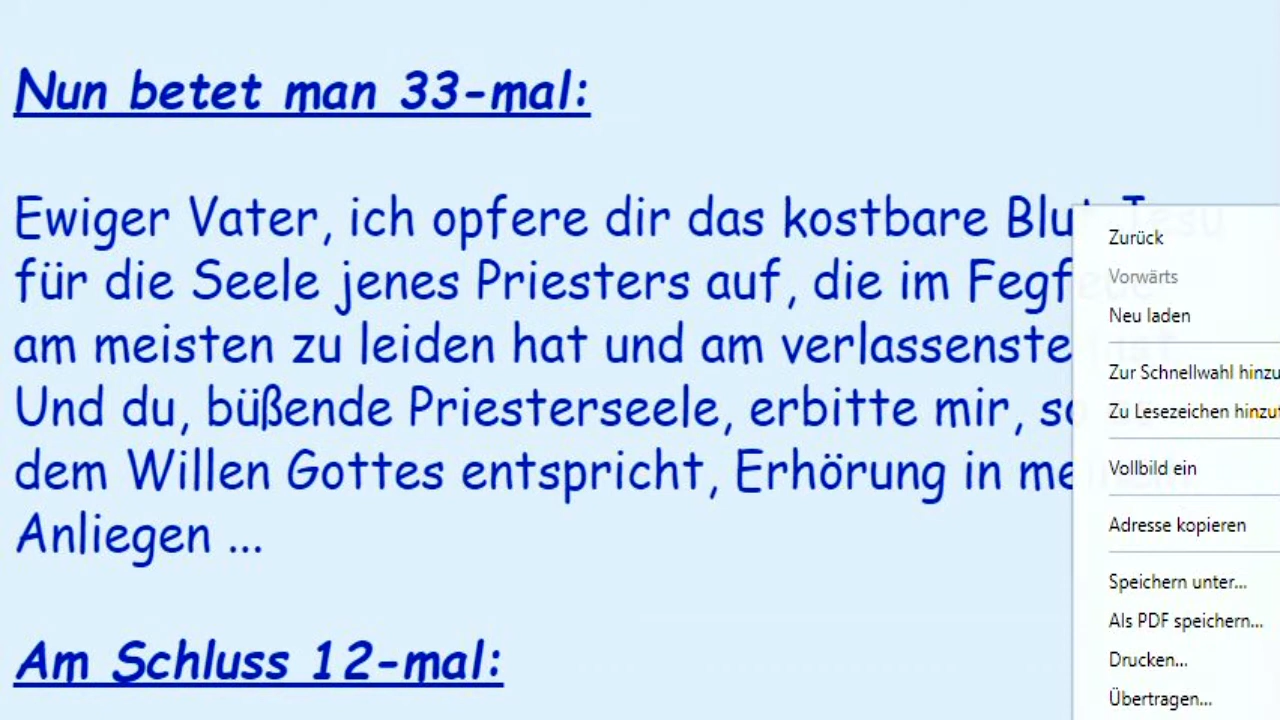 Nun betet man 33-mal:
Ewiger Vater, ich opfere dir das kostbare Blut Jesu
für die Seele jenes Priesters auf, die im
am meisten zu leiden hat und am
Und du, büßende Priesterseele, erbitte mir,
dem Willen Gottes entspricht, Erhörung in
Anliegen ...
Am Schluss 12-mal:
Zurück
Vorwärts
Neu laden
Zur Schnellwahl
Zu Lesezeichen
Vollbild ein
Adresse kopieren
Speichern unter...
Als PDF speichern...
Drucken...
Übertragen...